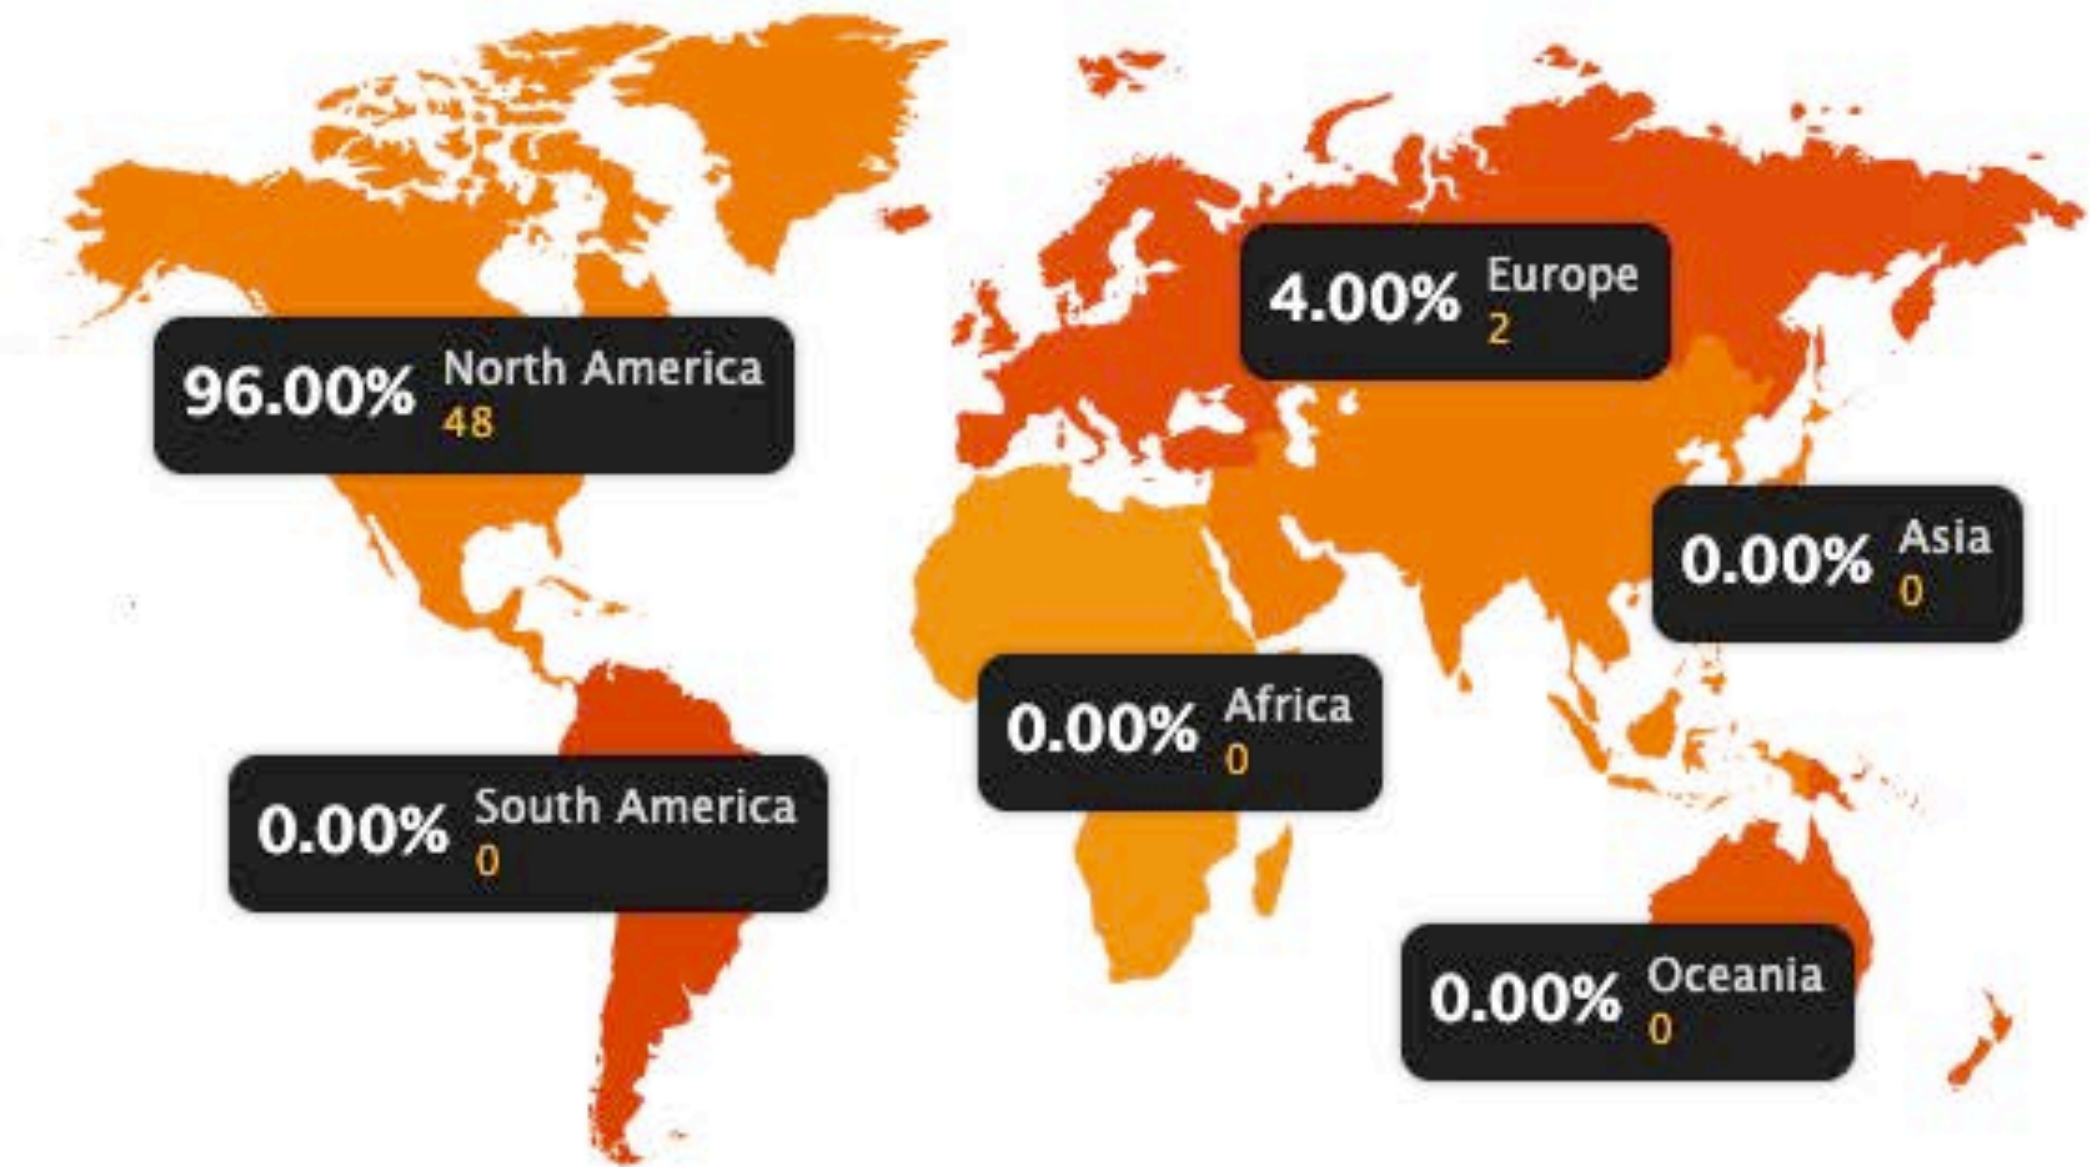 96.00% North America
48
4.00% Europe
2
0.00% Asia
0
0.00% Africa
0
0.00% South America
0
0.00% Oceania
0